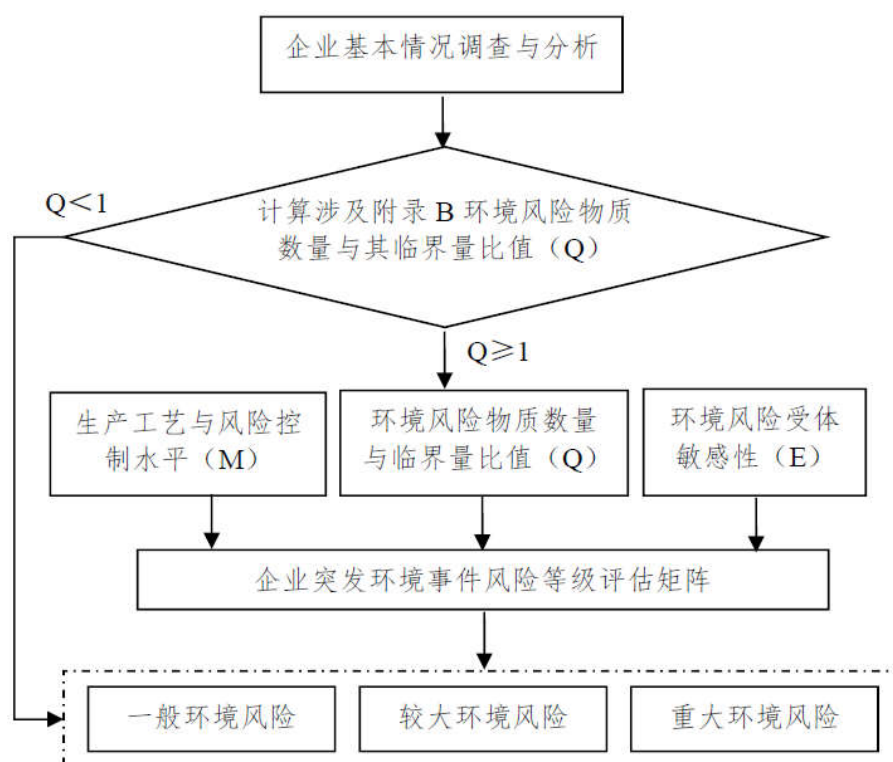 企业基本情况调查与分析
Q＜1
计算涉及附录 B 环境风险物质
数量与其临界量比值（Q）
Q≥1
生产工艺与风险控
制水平（M）
环境风险物质数量
与临界量比值（Q）
环境风险受体
敏感性（E）
企业突发环境事件风险等级评估矩阵
一般环境风险
较大环境风险
重大环境风险